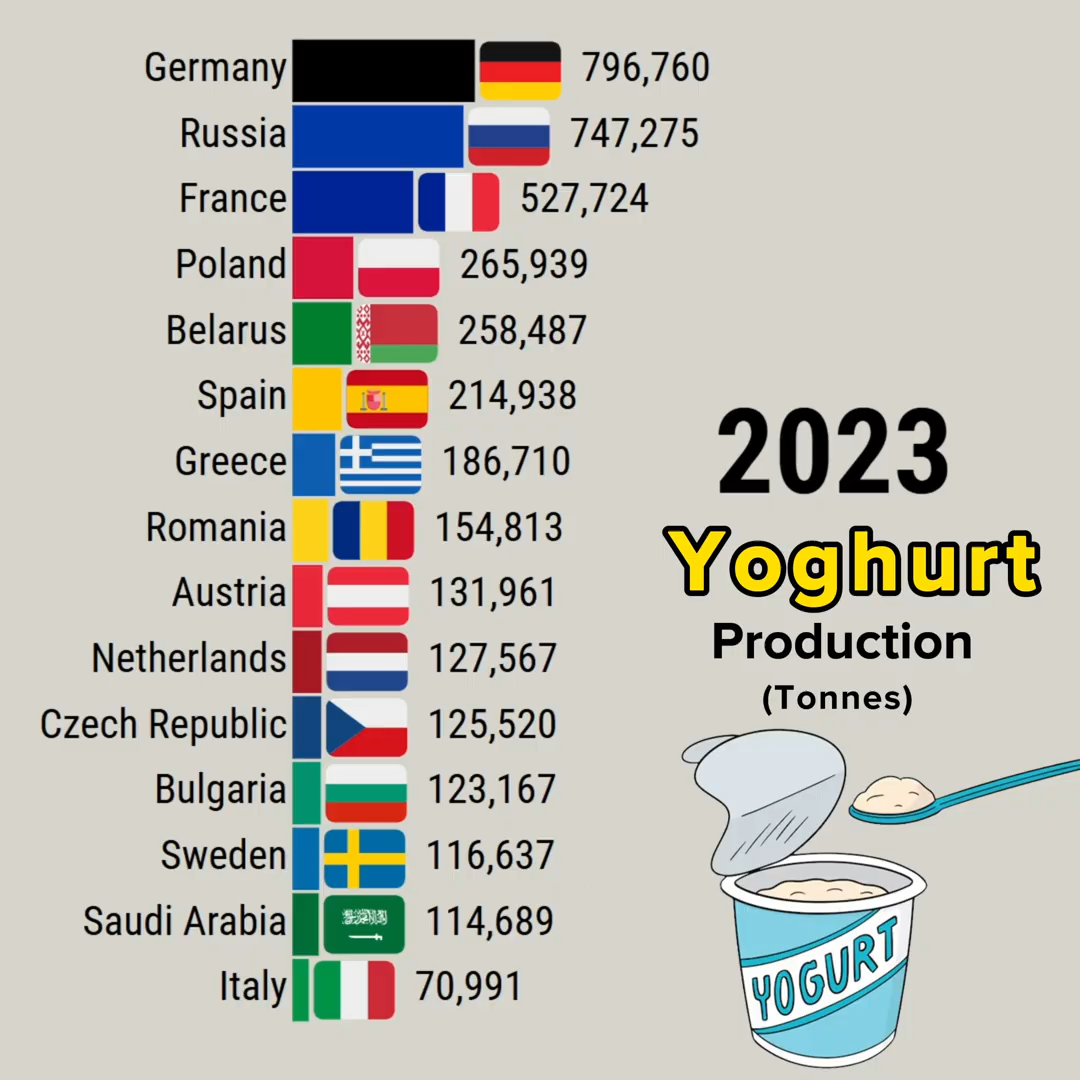 Germany 796,760
Russia 747,275
France 527,724
Poland 265,939
Belarus 258,487
Spain 214,938
Greece 186,710
Romania 154,813
Austria 131,961
Netherlands 127,567
Czech Republic 125,520
Bulgaria 123,167
Sweden 116,637
Saudi Arabia 114,689
Italy 70,991
2023
Yoghurt
Production
(Tonnes)
YOGURT